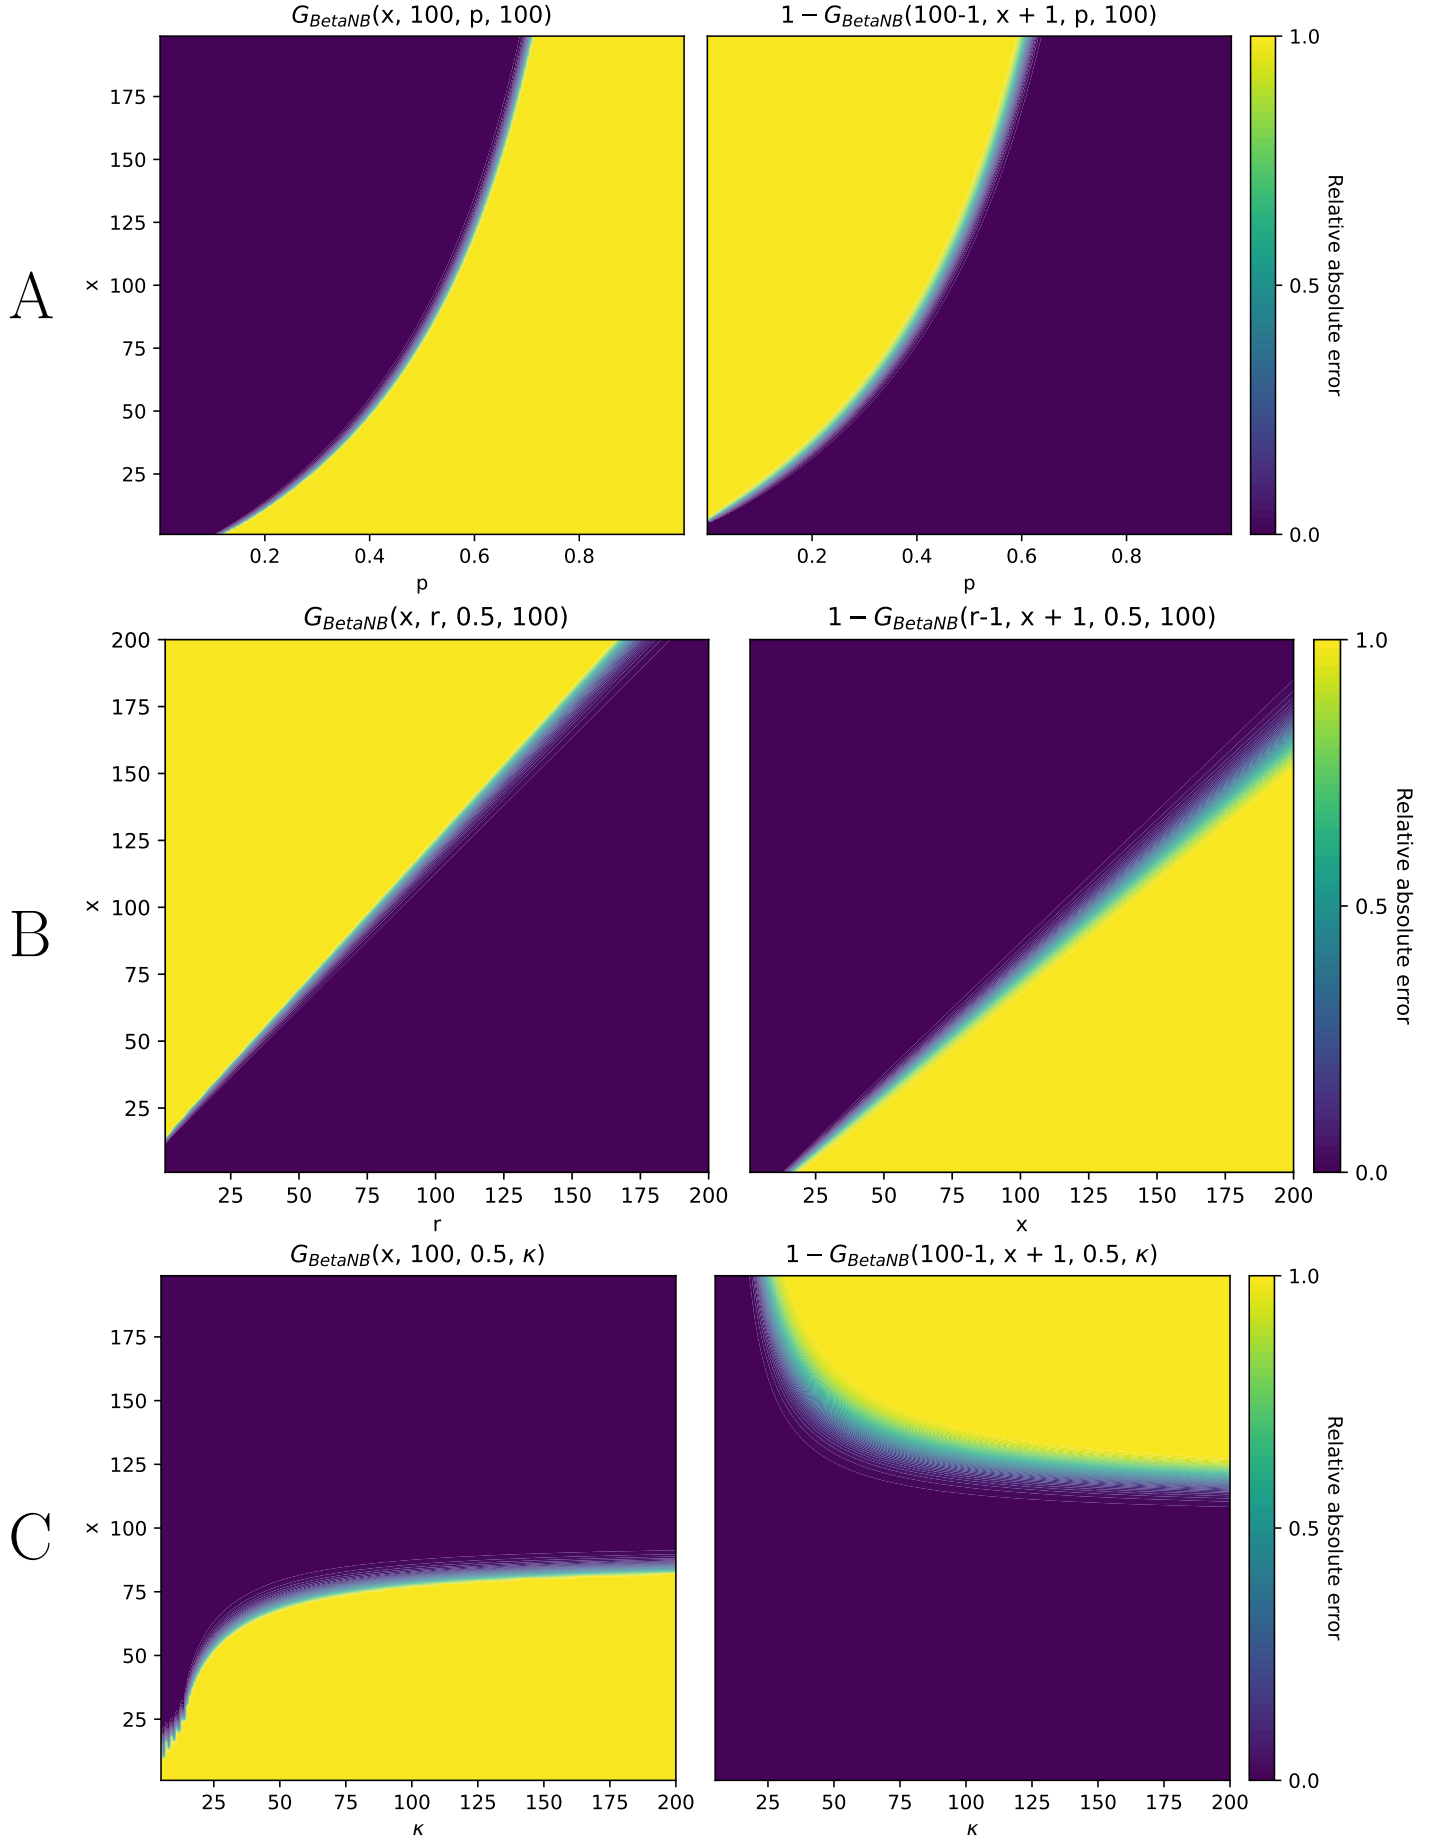 G_BetaNB(x, 100, p, 100)
1 − G_BetaNB(100-1, x + 1, p, 100)
A
x
175
150
125
100
75
50
25
0.2 0.4 0.6 0.8
p
0.2 0.4 0.6 0.8
p
1.0
0.5
0.0
Relative absolute error
G_BetaNB(x, r, 0.5, 100)
1 − G_BetaNB(r-1, x + 1, 0.5, 100)
B
x
200
175
150
125
100
75
50
25
25 50 75 100 125 150 175 200
r
25 50 75 100 125 150 175 200
x
1.0
0.5
0.0
Relative absolute error
G_BetaNB(x, 100, 0.5, κ)
1 − G_BetaNB(100-1, x + 1, 0.5, κ)
C
x
175
150
125
100
75
50
25
25 50 75 100 125 150 175 200
κ
25 50 75 100 125 150 175 200
κ
1.0
0.5
0.0
Relative absolute error